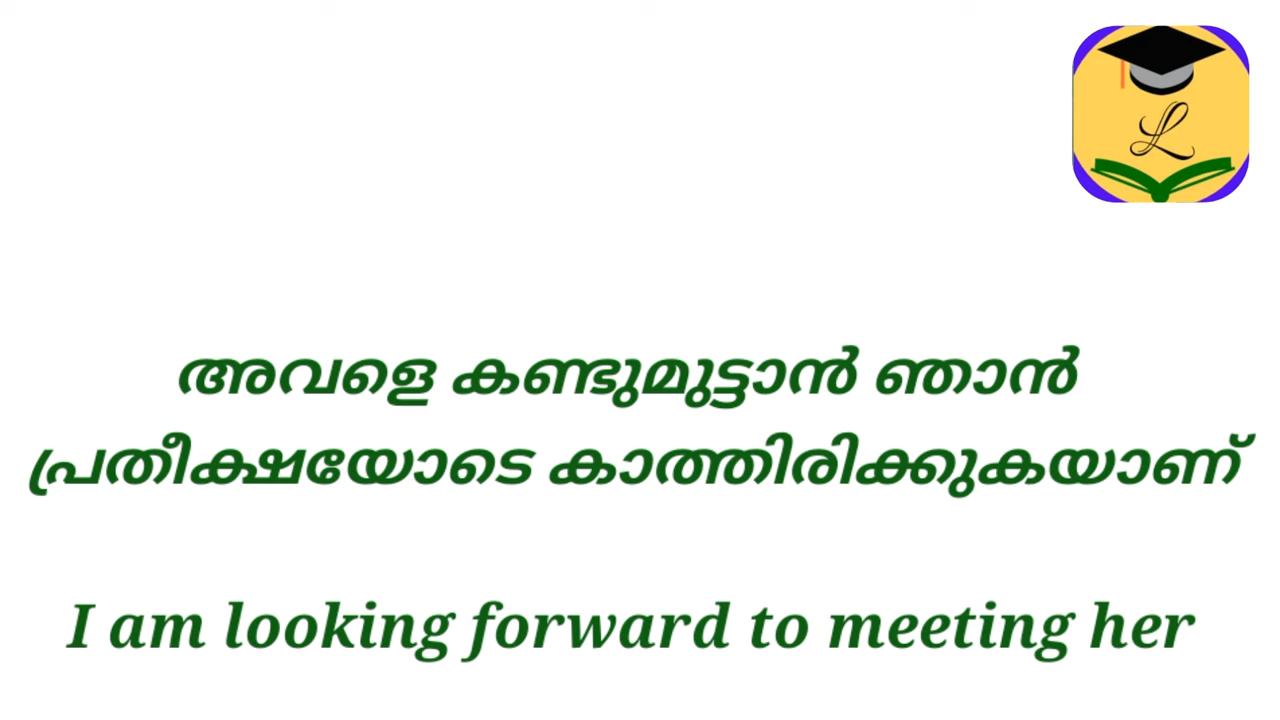 L
അവളെ കണ്ടുമുട്ടാൻ ഞാൻ
പ്രതീക്ഷയോടെ കാത്തിരിക്കുകയാണ്
I am looking forward to meeting her